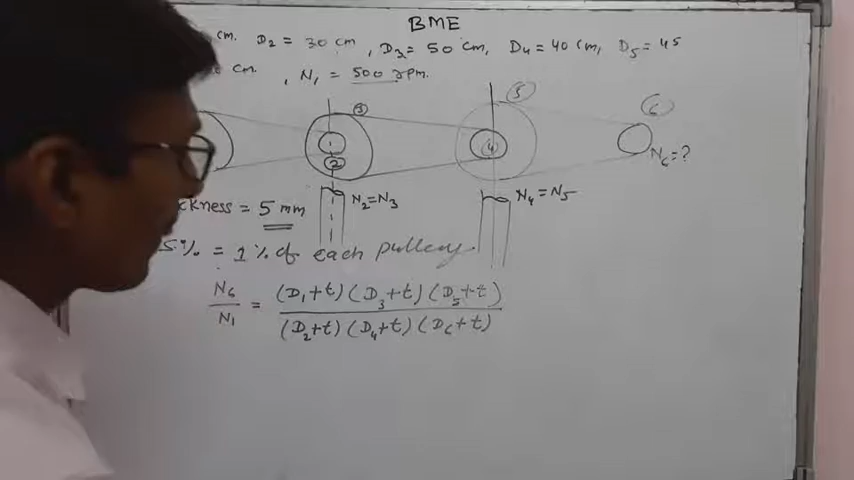 BME
cm. D2 = 30 cm, D3 = 50 cm, D4 = 40 cm, D5 = 45
0 cm. , N1 = 500 rpm.
3
5
6
2
4
N6 = ?
N2 = N3
N4 = N5
ckness = 5 mm
S% = 1% of each pulley.
N6/N1 = (D1+t)(D3+t)(D5+t) / (D2+t)(D4+t)(D6+t)